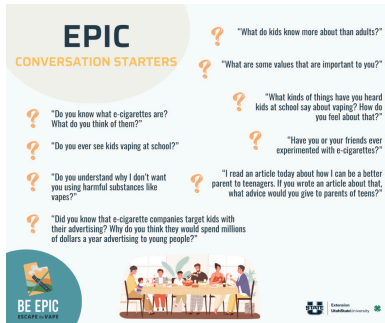 EPIC
CONVERSATION STARTERS
"Do you know what e-cigarettes are?
What do you think of them?"
"Do you ever see kids vaping at school?"
"Do you understand why I don't want
you using harmful substances like
vapes?"
"Did you know that e-cigarette companies target kids with
their advertising? Why do you think they would spend millions
of dollars a year advertising to young people?"
"What do kids know more about than adults?"
"What are some values that are important to you?"
"What kinds of things have you heard
kids at school say about vaping? How do
you feel about that?"
"Have you or your friends ever
experimented with e-cigarettes?"
"I read an article today about how I can be a better
parent to teenagers. If you wrote an article about that,
what advice would you give to parents of teens?"
BE EPIC
ESCAPE the VAPE
Extension
UtahStateUniversity